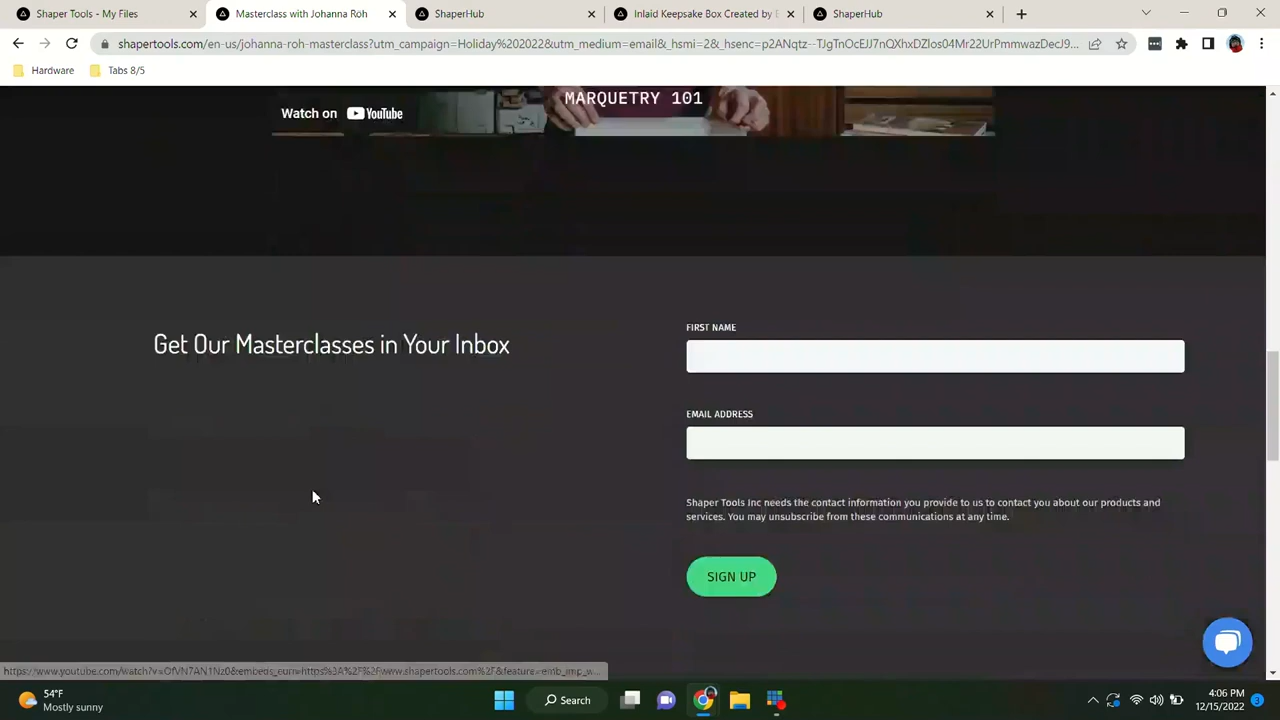 Shaper Tools - My Files
Masterclass with Johanna Röh
ShaperHub
Inlaid Keepsake Box Created by
ShaperHub
shapertools.com/en-us/johanna-roh-masterclass?utm_campaign=Holiday%202022&utm_medium=email&_hsmi=2&_hsenc=
Hardware
Tabs 8/5
MARQUETRY 101
Watch on YouTube
Get Our Masterclasses in Your Inbox
FIRST NAME
EMAIL ADDRESS
Shaper Tools Inc needs the contact information you provide to us to contact you about our products and
services. You may unsubscribe from these communications at any time.
SIGN UP
54°F
Mostly sunny
Search
4:06 PM
12/15/2022
3